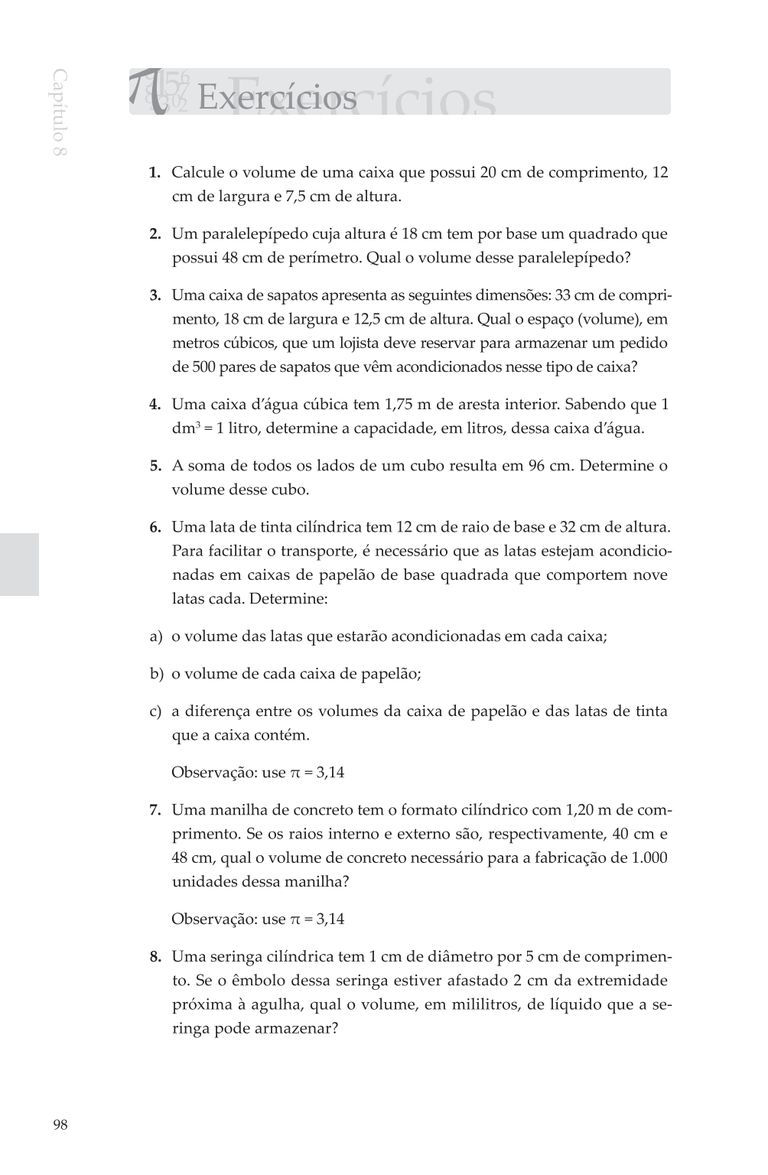 Capítulo 8
Exercícios
1. Calcule o volume de uma caixa que possui 20 cm de comprimento, 12
cm de largura e 7,5 cm de altura.
2. Um paralelepípedo cuja altura é 18 cm tem por base um quadrado que
possui 48 cm de perímetro. Qual o volume desse paralelepípedo?
3. Uma caixa de sapatos apresenta as seguintes dimensões: 33 cm de compri-
mento, 18 cm de largura e 12,5 cm de altura. Qual o espaço (volume), em
metros cúbicos, que um lojista deve reservar para armazenar um pedido
de 500 pares de sapatos que vêm acondicionados nesse tipo de caixa?
4. Uma caixa d’água cúbica tem 1,75 m de aresta interior. Sabendo que 1
dm³ = 1 litro, determine a capacidade, em litros, dessa caixa d’água.
5. A soma de todos os lados de um cubo resulta em 96 cm. Determine o
volume desse cubo.
6. Uma lata de tinta cilíndrica tem 12 cm de raio de base e 32 cm de altura.
Para facilitar o transporte, é necessário que as latas estejam acondicio-
nadas em caixas de papelão de base quadrada que comportem nove
latas cada. Determine:
a) o volume das latas que estarão acondicionadas em cada caixa;
b) o volume de cada caixa de papelão;
c) a diferença entre os volumes da caixa de papelão e das latas de tinta
que a caixa contém.
Observação: use π = 3,14
7. Uma manilha de concreto tem o formato cilíndrico com 1,20 m de com-
primento. Se os raios interno e externo são, respectivamente, 40 cm e
48 cm, qual o volume de concreto necessário para a fabricação de 1.000
unidades dessa manilha?
Observação: use π = 3,14
8. Uma seringa cilíndrica tem 1 cm de diâmetro por 5 cm de comprimen-
to. Se o êmbolo dessa seringa estiver afastado 2 cm da extremidade
próxima à agulha, qual o volume, em mililitros, de líquido que a se-
ringa pode armazenar?
98